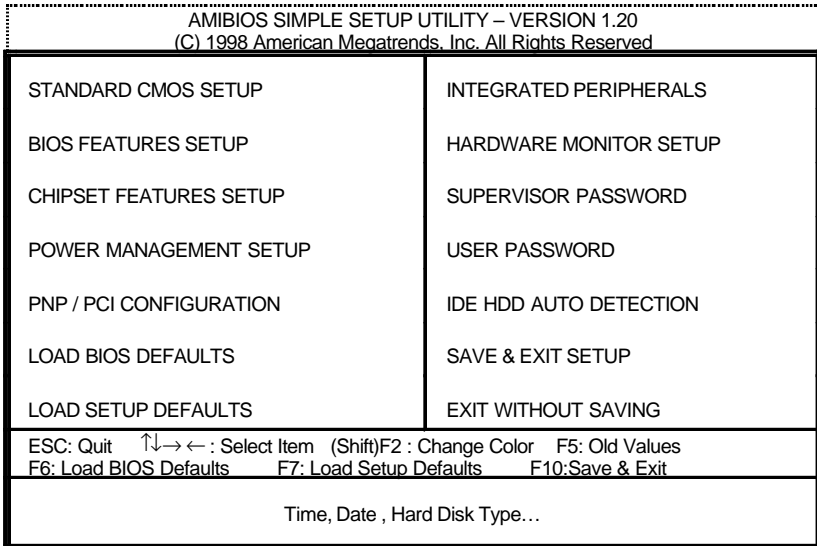 AMIBIOS SIMPLE SETUP UTILITY – VERSION 1.20
(C) 1998 American Megatrends, Inc. All Rights Reserved
STANDARD CMOS SETUP
BIOS FEATURES SETUP
CHIPSET FEATURES SETUP
POWER MANAGEMENT SETUP
PNP / PCI CONFIGURATION
LOAD BIOS DEFAULTS
LOAD SETUP DEFAULTS
INTEGRATED PERIPHERALS
HARDWARE MONITOR SETUP
SUPERVISOR PASSWORD
USER PASSWORD
IDE HDD AUTO DETECTION
SAVE & EXIT SETUP
EXIT WITHOUT SAVING
ESC: Quit ↑↓→← : Select Item (Shift)F2 : Change Color F5: Old Values
F6: Load BIOS Defaults F7: Load Setup Defaults F10:Save & Exit
Time, Date , Hard Disk Type…